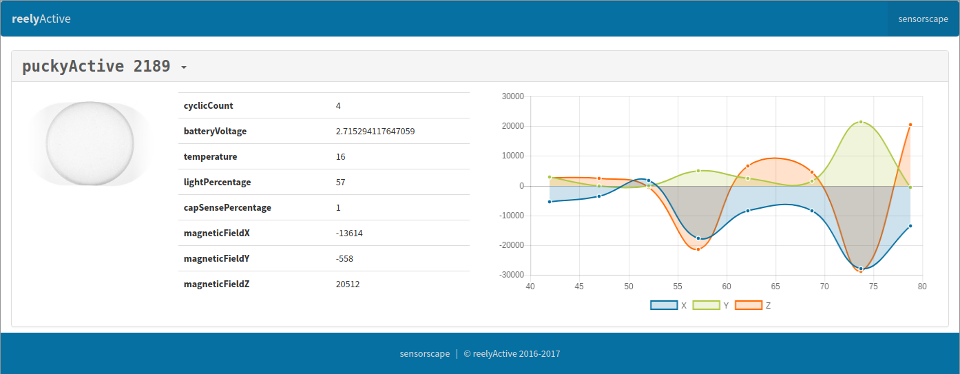 reelyActive
sensorscape
puckyActive 2189
cyclicCount 4
batteryVoltage 2.715294117647059
temperature 16
lightPercentage 57
capSensePercentage 1
magneticFieldX -13614
magneticFieldY -558
magneticFieldZ 20512
30000
20000
10000
0
-10000
-20000
-30000
40 45 50 55 60 65 70 75 80
X Y Z
sensorscape | © reelyActive 2016-2017